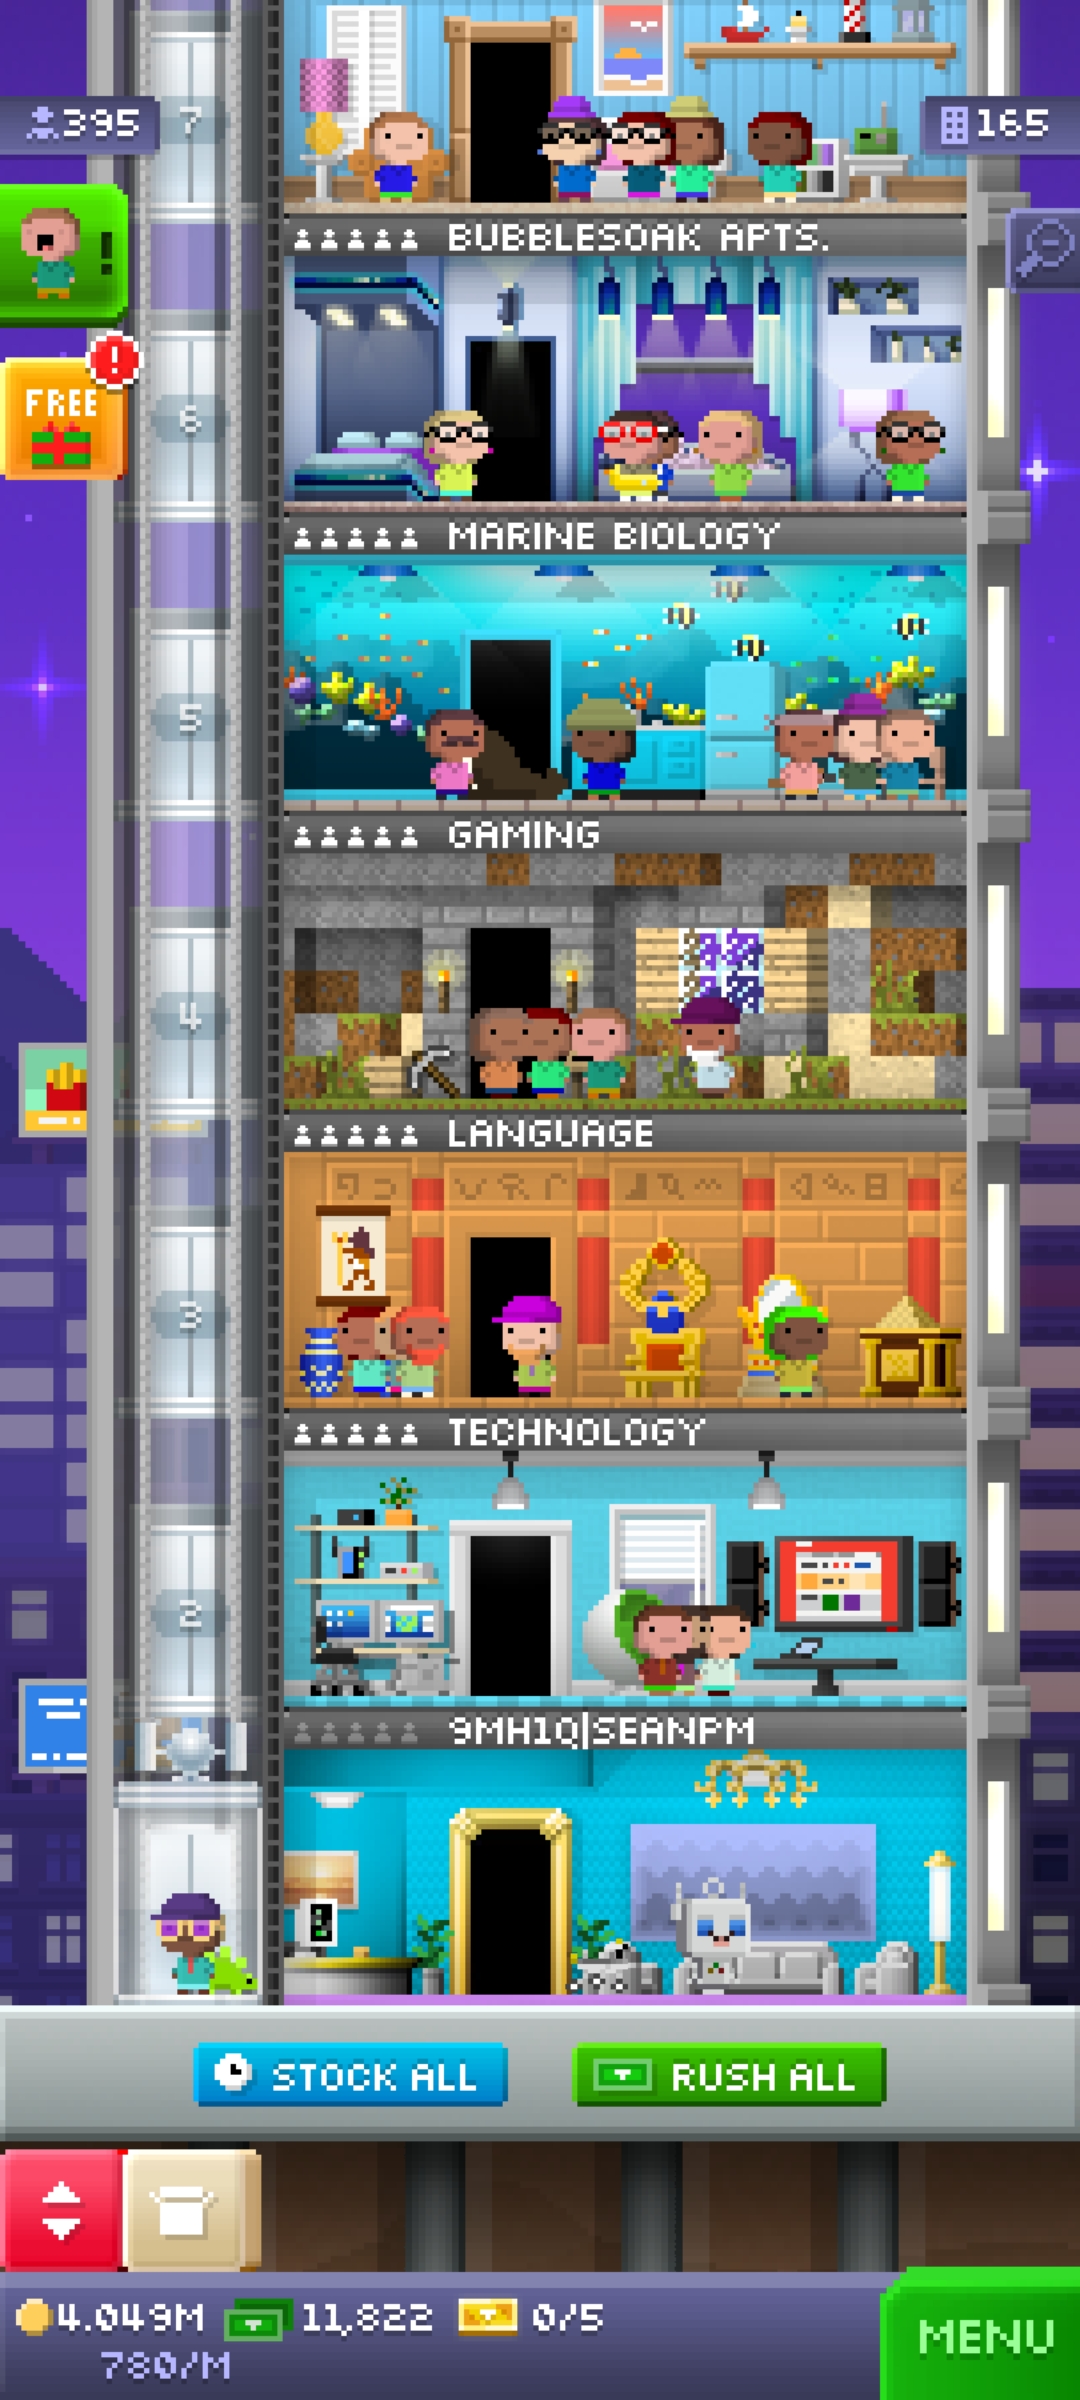 395
7
165
!
BUBBLESOAK APTS.
!
FREE
6
MARINE BIOLOGY
5
GAMING
4
LANGUAGE
3
TECHNOLOGY
2
9MH1Q|SEANPM
STOCK ALL
RUSH ALL
4.049M
11,822
0/5
780/M
MENU